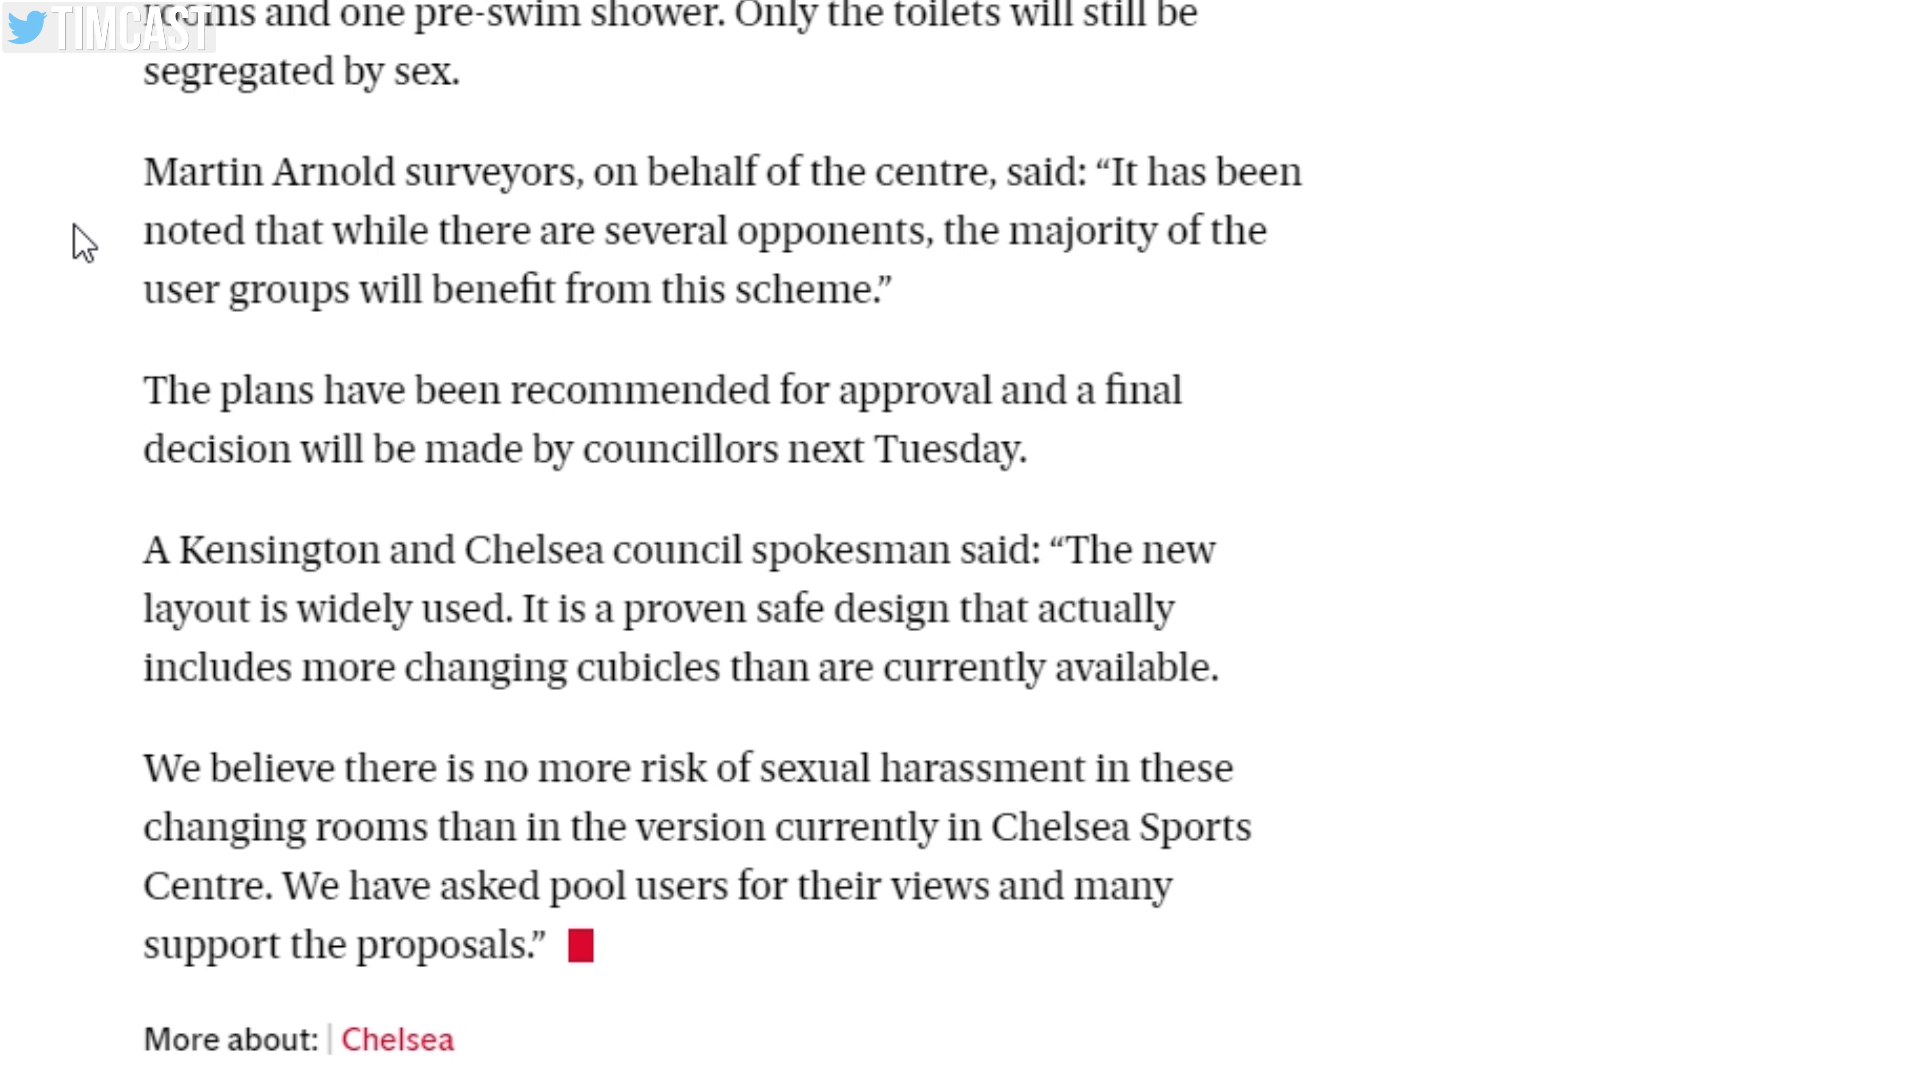 TIMCAST
and one pre-swim shower. Only the toilets will still be
segregated by sex.
Martin Arnold surveyors, on behalf of the centre, said: “It has been
noted that while there are several opponents, the majority of the
user groups will benefit from this scheme.”
The plans have been recommended for approval and a final
decision will be made by councillors next Tuesday.
A Kensington and Chelsea council spokesman said: “The new
layout is widely used. It is a proven safe design that actually
includes more changing cubicles than are currently available.
We believe there is no more risk of sexual harassment in these
changing rooms than in the version currently in Chelsea Sports
Centre. We have asked pool users for their views and many
support the proposals.”
More about: | Chelsea